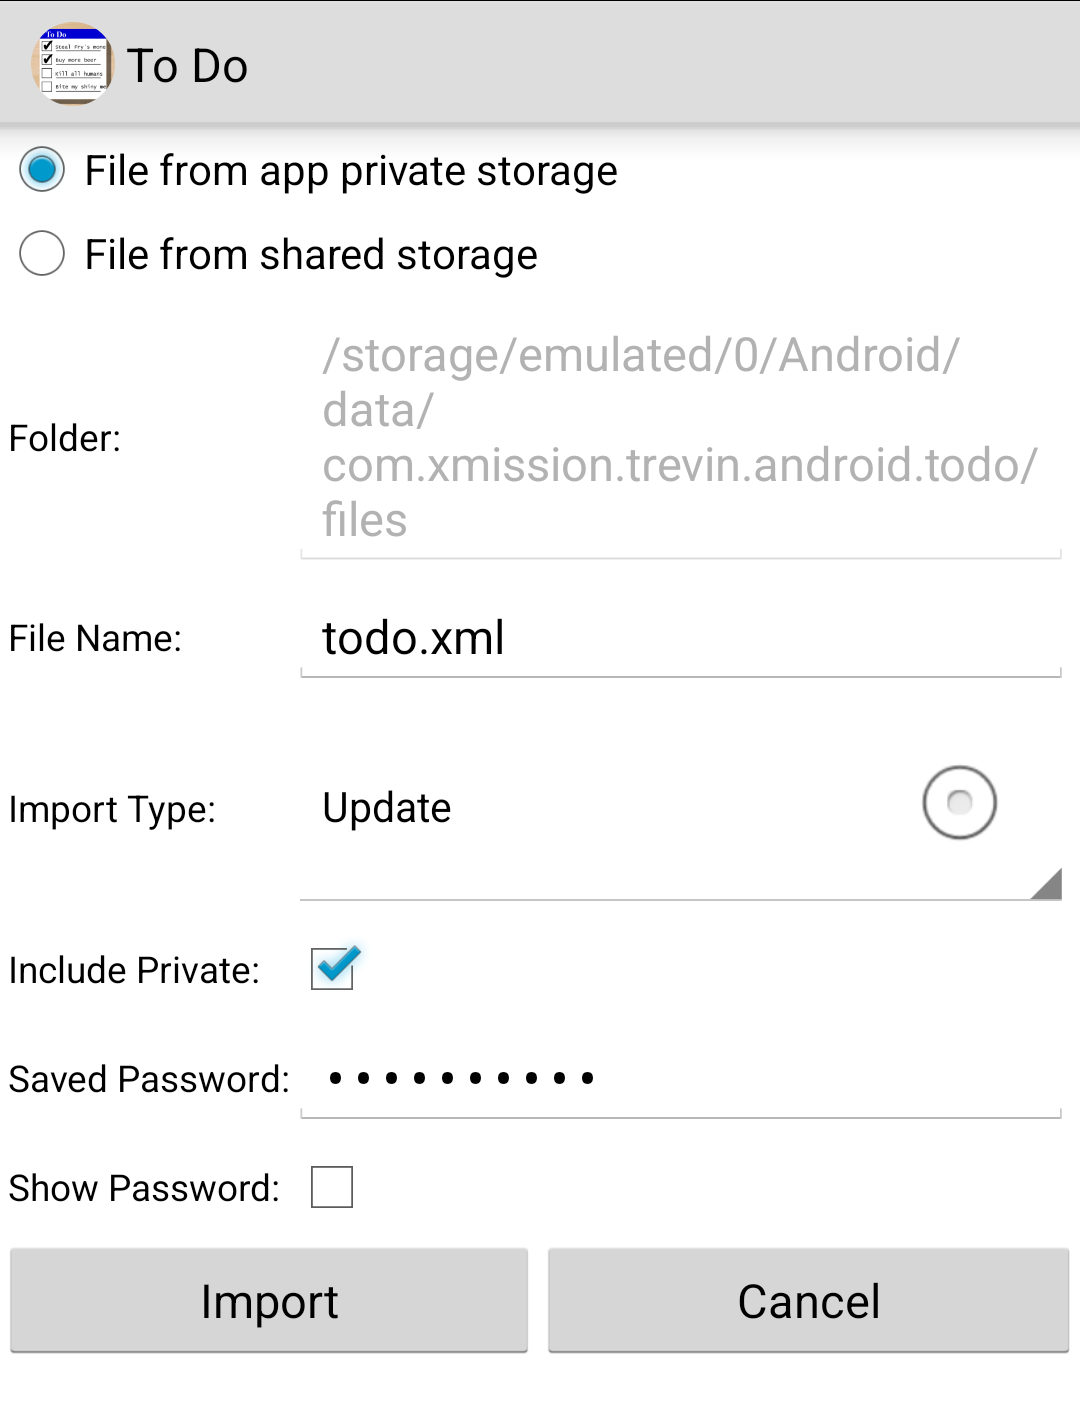 To Do
Steal Fry's mone
Buy more beer
Kill all humans
Bite my shiny me
To Do
File from app private storage
File from shared storage
Folder:
/storage/emulated/0/Android/
data/
com.xmission.trevin.android.todo/
files
File Name:
todo.xml
Import Type:
Update
Include Private:
Saved Password:
••••••••••
Show Password:
Import
Cancel